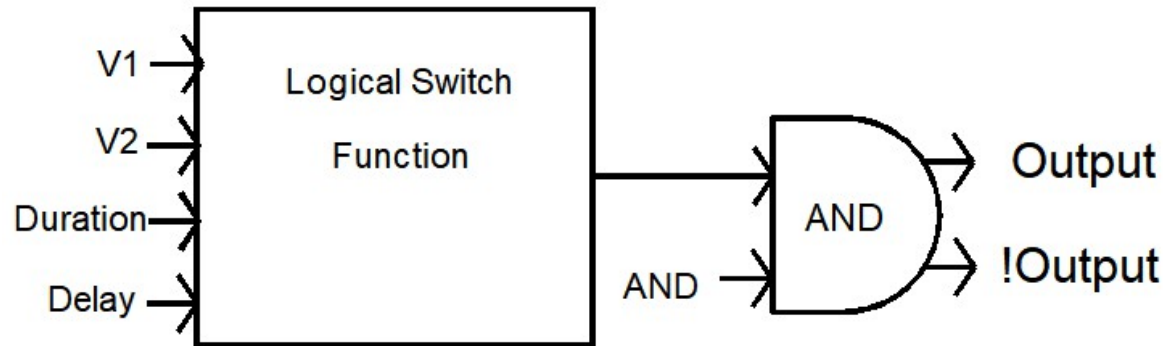 V1
V2
Duration
Delay
Logical Switch
Function
AND
AND
Output
!Output